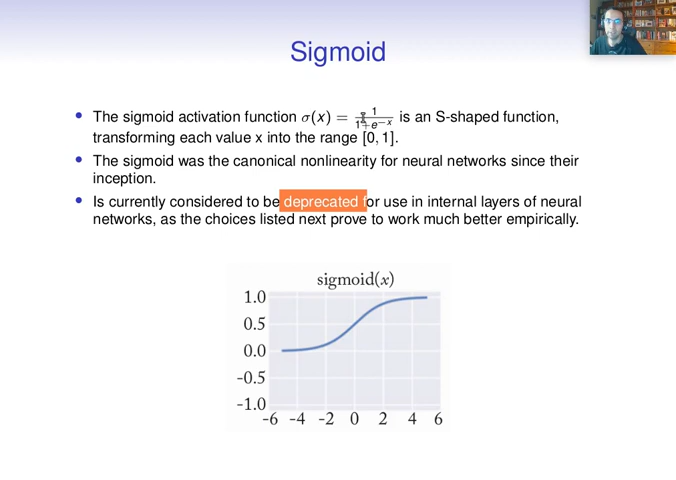 Sigmoid
• The sigmoid activation function σ(x) = 1/(1+e^−x) is an S-shaped function,
transforming each value x into the range [0, 1].
• The sigmoid was the canonical nonlinearity for neural networks since their
inception.
• Is currently considered to be deprecated for use in internal layers of neural
networks, as the choices listed next prove to work much better empirically.
sigmoid(x)
1.0
0.5
0.0
-0.5
-1.0
-6 -4 -2 0 2 4 6